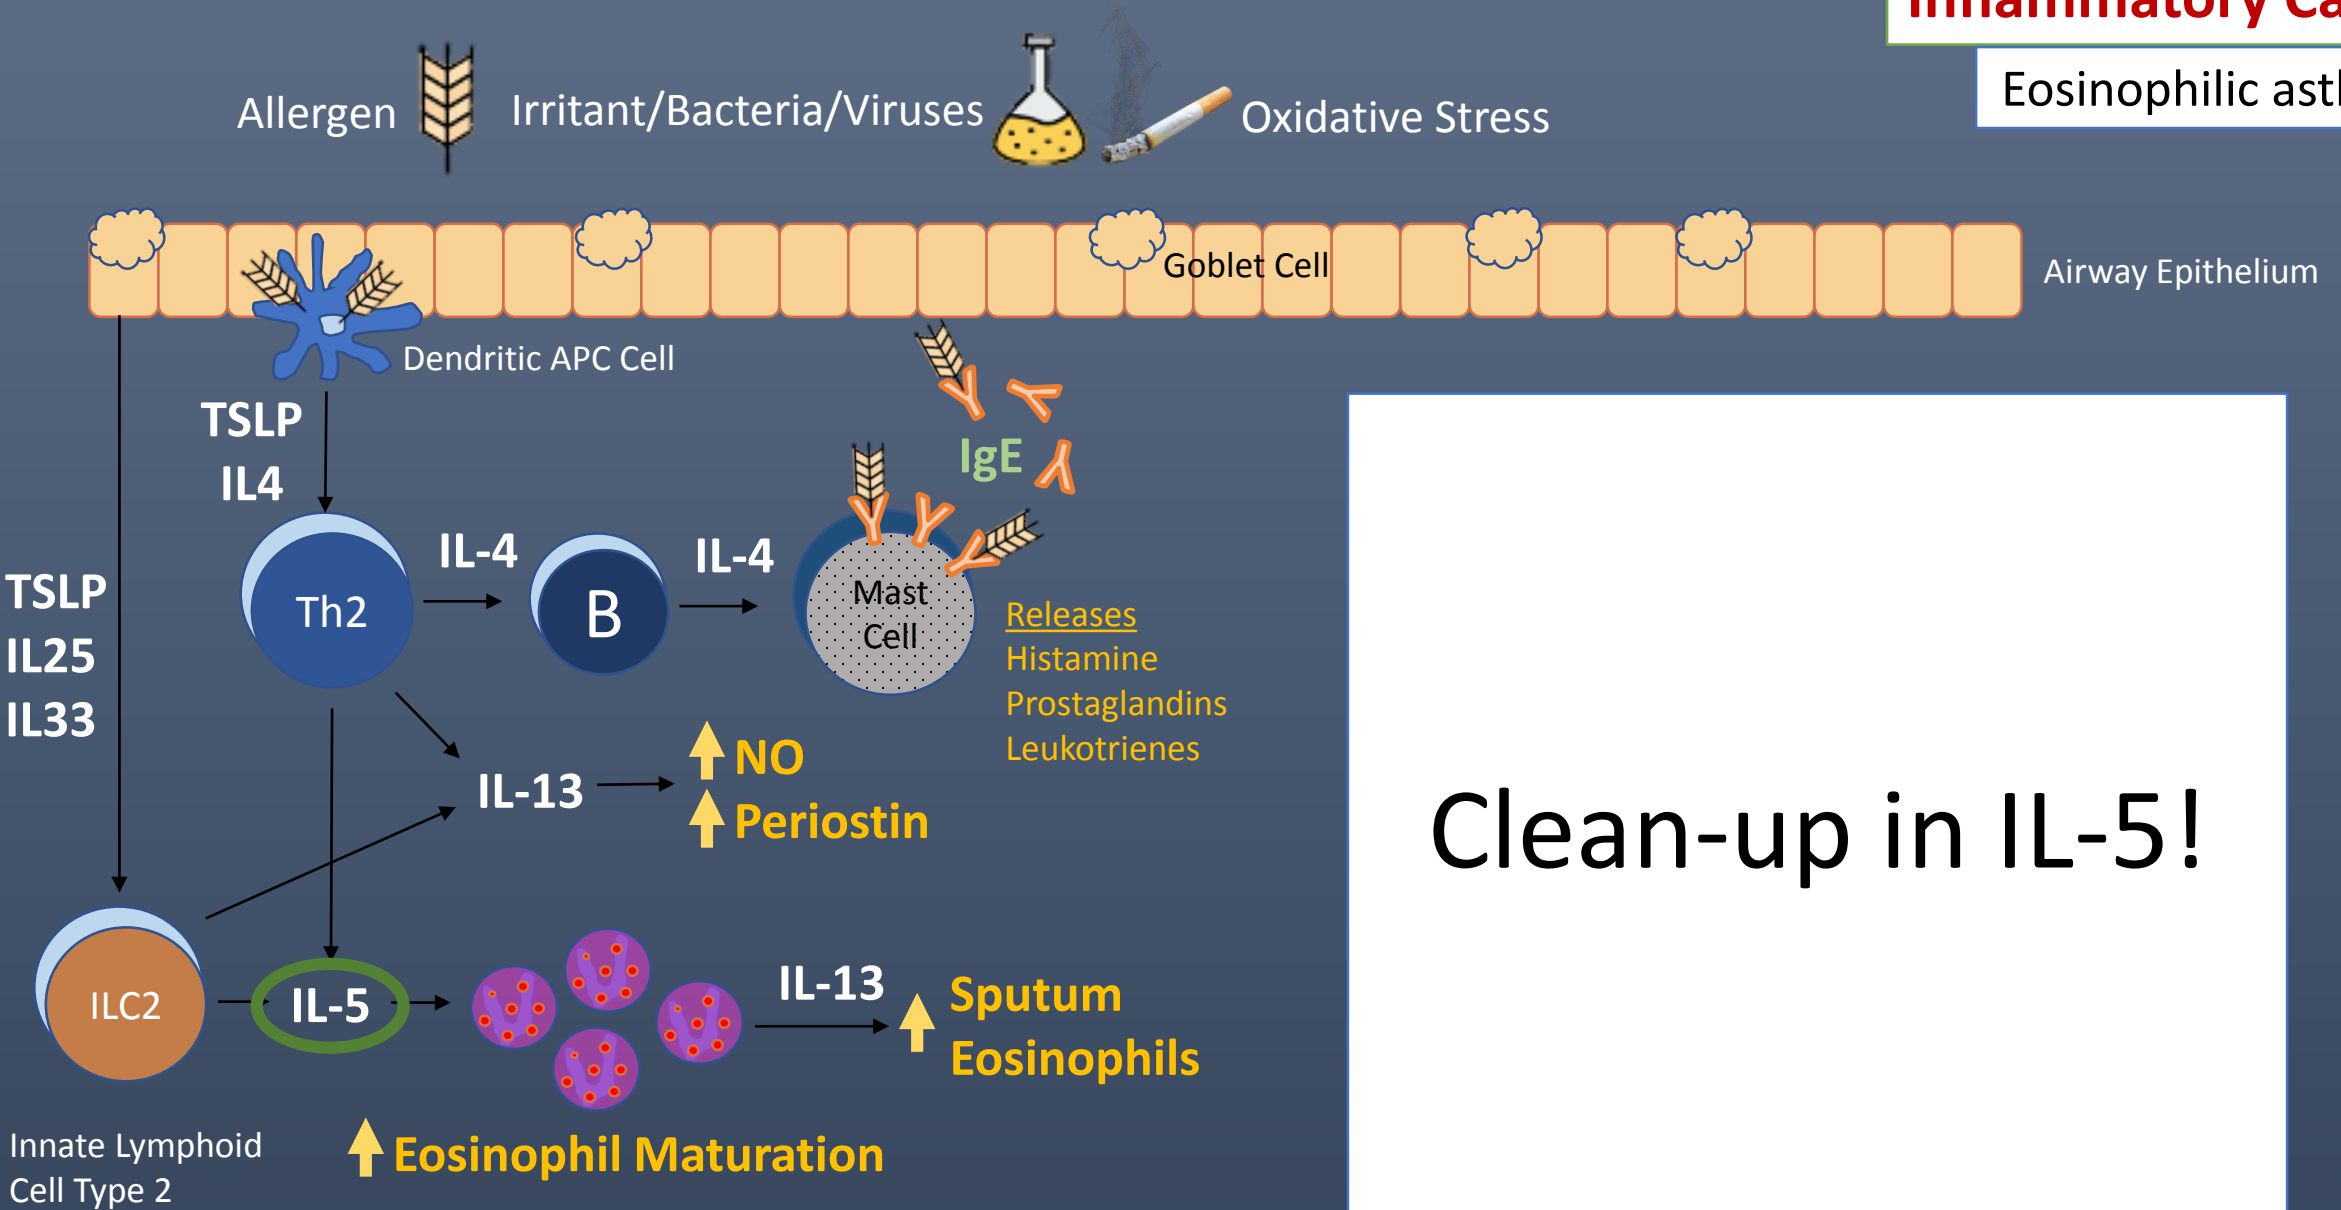 Inflammatory Ca
Eosinophilic ast
Allergen
Irritant/Bacteria/Viruses
Oxidative Stress
Goblet Cell
Airway Epithelium
Dendritic APC Cell
TSLP
IL4
IgE
IL-4
IL-4
TSLP
IL25
IL33
Th2
B
Mast
Cell
Releases
Histamine
Prostaglandins
Leukotrienes
IL-13
NO
Periostin
Clean-up in IL-5!
ILC2
IL-5
IL-13
Sputum
Eosinophils
Innate Lymphoid
Cell Type 2
Eosinophil Maturation